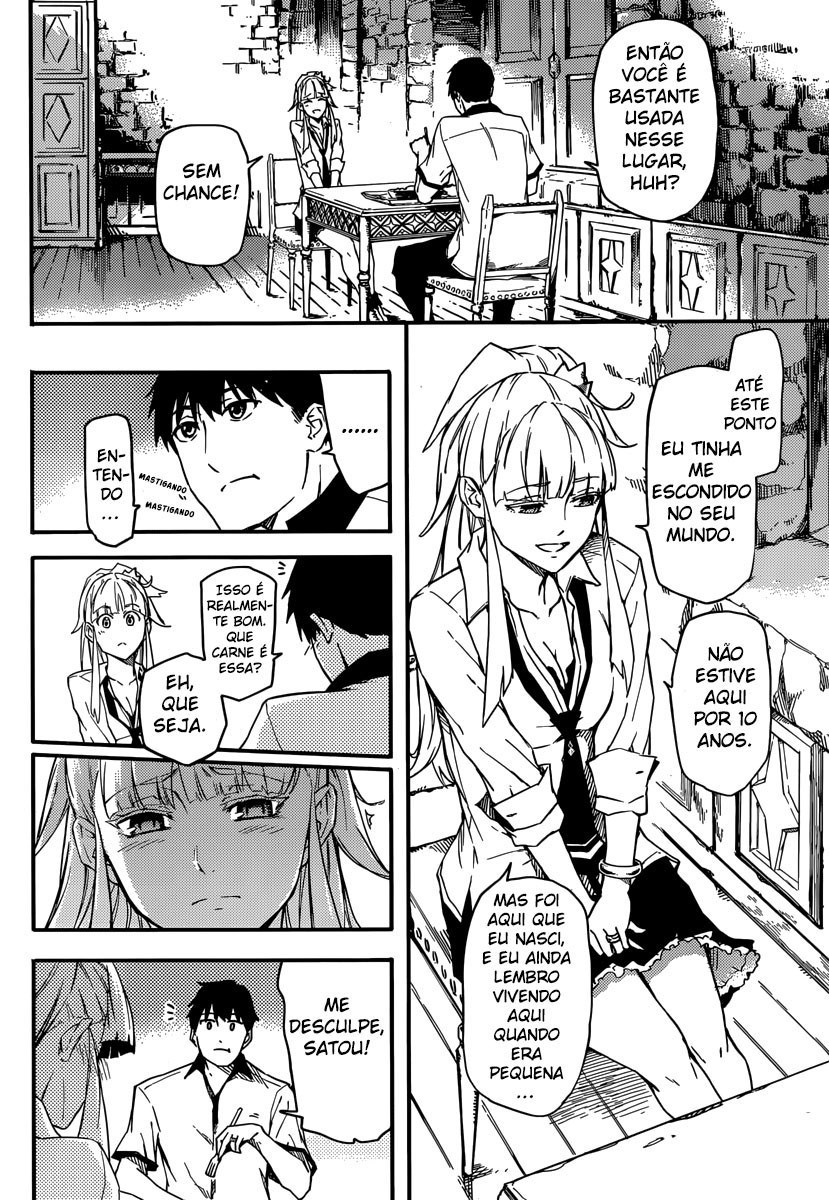 ENTÃO
VOCÊ É
BASTANTE
USADA
NESSE
LUGAR,
HUH?
SEM
CHANCE!
ATÉ
ESTE
PONTO
EU TINHA
ME
ESCONDIDO
NO SEU
MUNDO.
NÃO
ESTIVE
AQUI
POR 10
ANOS.
MAS FOI
AQUI QUE
EU NASCI,
E EU AINDA
LEMBRO
VIVENDO
AQUI
QUANDO
ERA
PEQUENA
...
........
MASTIGANDO
MASTIGANDO
EN-
TEN-
DO
...
ISSO É
REALMEN-
TE BOM.
QUE
CARNE É
ESSA?
EH,
QUE
SEJA.
ME
DESCULPE,
SATOU!